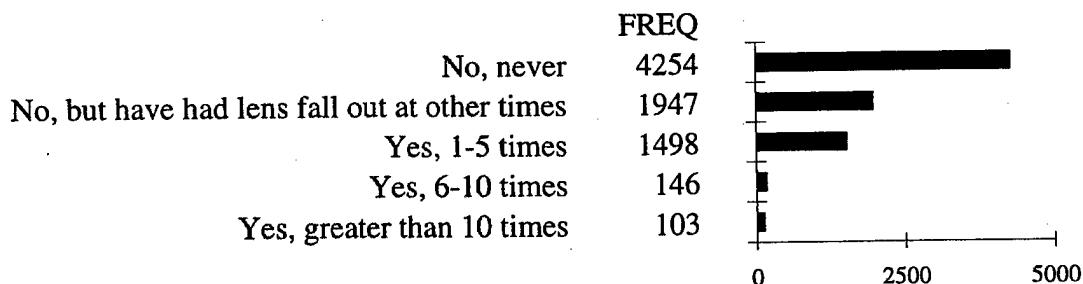 FREQ
No, never 4254
No, but have had lens fall out at other times 1947
Yes, 1-5 times 1498
Yes, 6-10 times 146
Yes, greater than 10 times 103
0 2500 5000